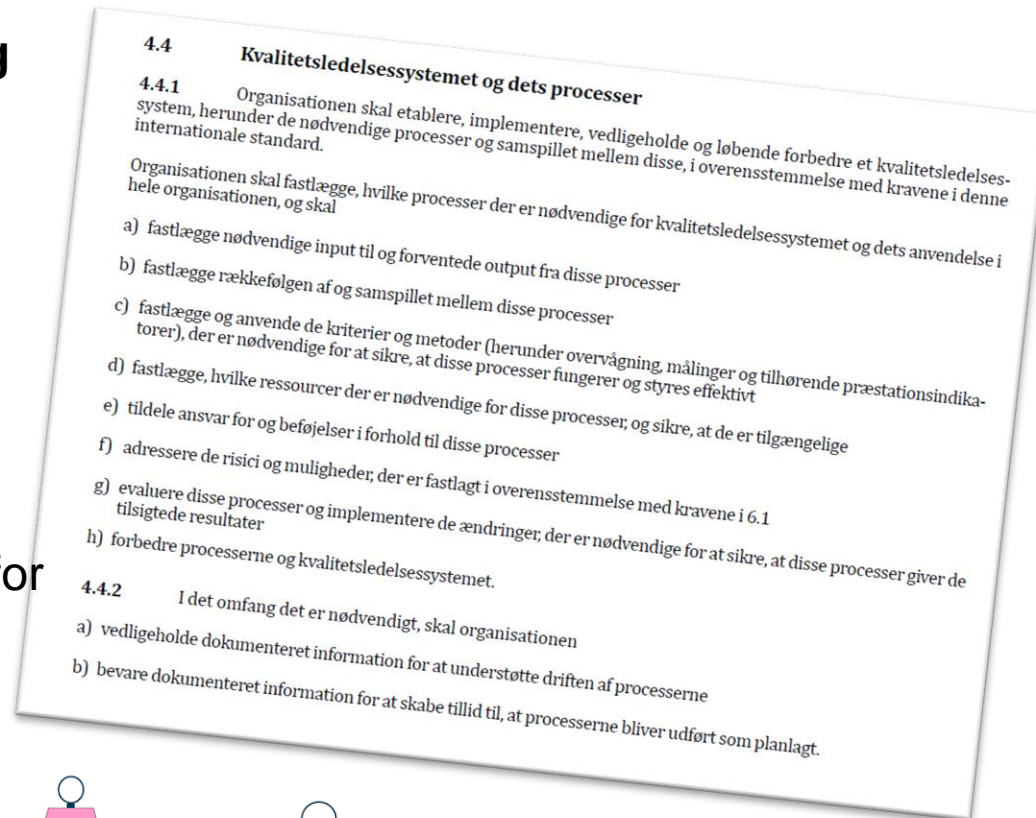 g
4.4 Kvalitetsledelsessystemet og dets processer
4.4.1 Organisationen skal etablere, implementere, vedligeholde og løbende forbedre et kvalitetsledelses-
system, herunder de nødvendige processer og samspillet mellem disse, i overensstemmelse med kravene i denne
internationale standard.
Organisationen skal fastlægge, hvilke processer der er nødvendige for kvalitetsledelsessystemet og dets anvendelse i
hele organisationen, og skal
a) fastlægge nødvendige input til og forventede output fra disse processer
b) fastlægge rækkefølgen af og samspillet mellem disse processer
c) fastlægge og anvende de kriterier og metoder (herunder overvågning, målinger og tilhørende præstationsindika-
torer), der er nødvendige for at sikre, at disse processer fungerer og styres effektivt
d) fastlægge, hvilke ressourcer der er nødvendige for disse processer, og sikre, at de er tilgængelige
e) tildele ansvar for og beføjelser i forhold til disse processer
f) adressere de risici og muligheder, der er fastlagt i overensstemmelse med kravene i 6.1
g) evaluere disse processer og implementere de ændringer, der er nødvendige for at sikre, at disse processer giver de
tilsigtede resultater
h) forbedre processerne og kvalitetsledelsessystemet.
for
4.4.2 I det omfang det er nødvendigt, skal organisationen
a) vedligeholde dokumenteret information for at understøtte driften af processerne
b) bevare dokumenteret information for at skabe tillid til, at processerne bliver udført som planlagt.